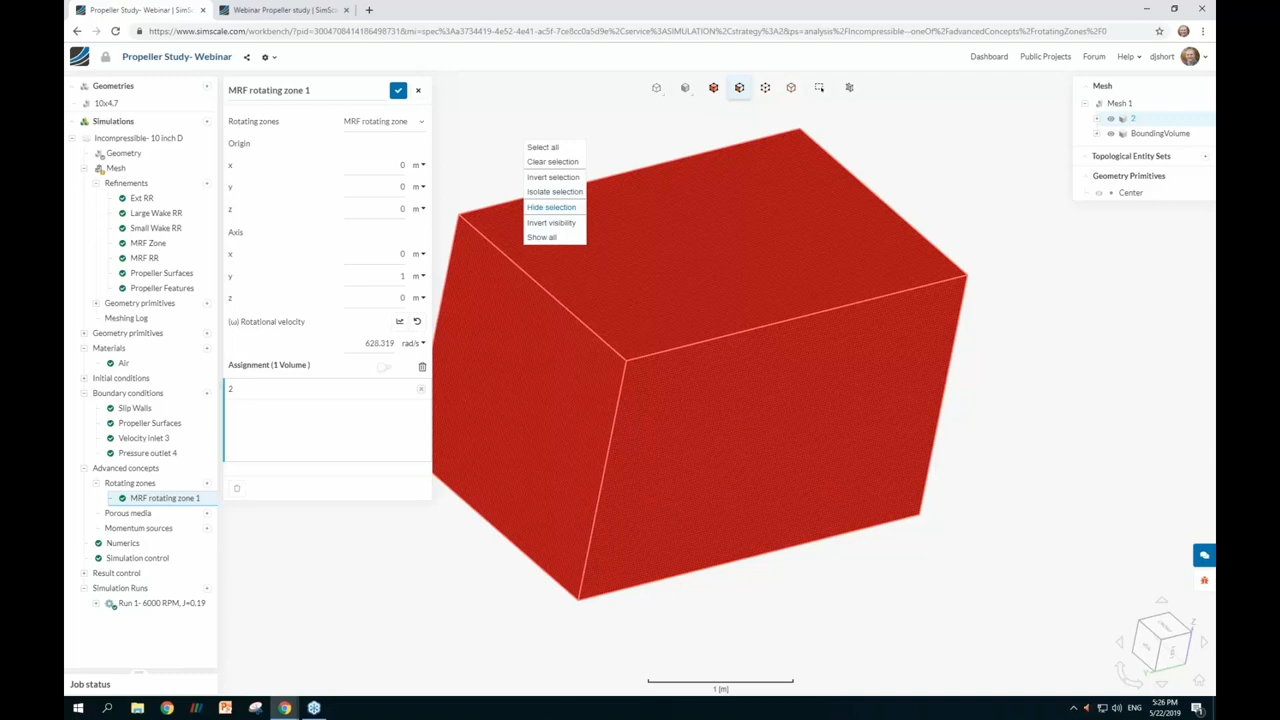 Propeller Study- Webinar | SimSc
Webinar Propeller study | SimSc
https://www.simscale.com/workbench/?pid=3004708414186498731&mi=spec%3Aa3734419-4e52-4e41-ac5f-7ce8cc0a5d9e%2Cservice%3ASIMULATION%2Cstrategy%3A2&ps=analysis%2Fincompressible--oneOf%2FadvancedConcepts%2FrotatingZones%2F0
Propeller Study- Webinar
Dashboard
Public Projects
Forum
Help
djshort
Geometries
10x4.7
Simulations
Incompressible- 10 inch D
Geometry
Mesh
Refinements
Ext RR
Large Wake RR
Small Wake RR
MRF Zone
MRF RR
Propeller Surfaces
Propeller Features
Geometry primitives
Meshing Log
Geometry primitives
Materials
Air
Initial conditions
Boundary conditions
Slip Walls
Propeller Surfaces
Velocity inlet 3
Pressure outlet 4
Advanced concepts
Rotating zones
MRF rotating zone 1
Porous media
Momentum sources
Numerics
Simulation control
Result control
Simulation Runs
Run 1- 6000 RPM, J=0.19
Job status
MRF rotating zone 1
Rotating zones MRF rotating zone
Origin
x 0 m
y 0 m
z 0 m
Axis
x 0 m
y 1 m
z 0 m
(ω) Rotational velocity
628.319 rad/s
Assignment (1 Volume )
2
Select all
Clear selection
Invert selection
Isolate selection
Hide selection
Invert visibility
Show all
Mesh
Mesh 1
2
BoundingVolume
Topological Entity Sets
Geometry Primitives
Center
Z
Y
1 [m]
ENG
5:26 PM
5/22/2019